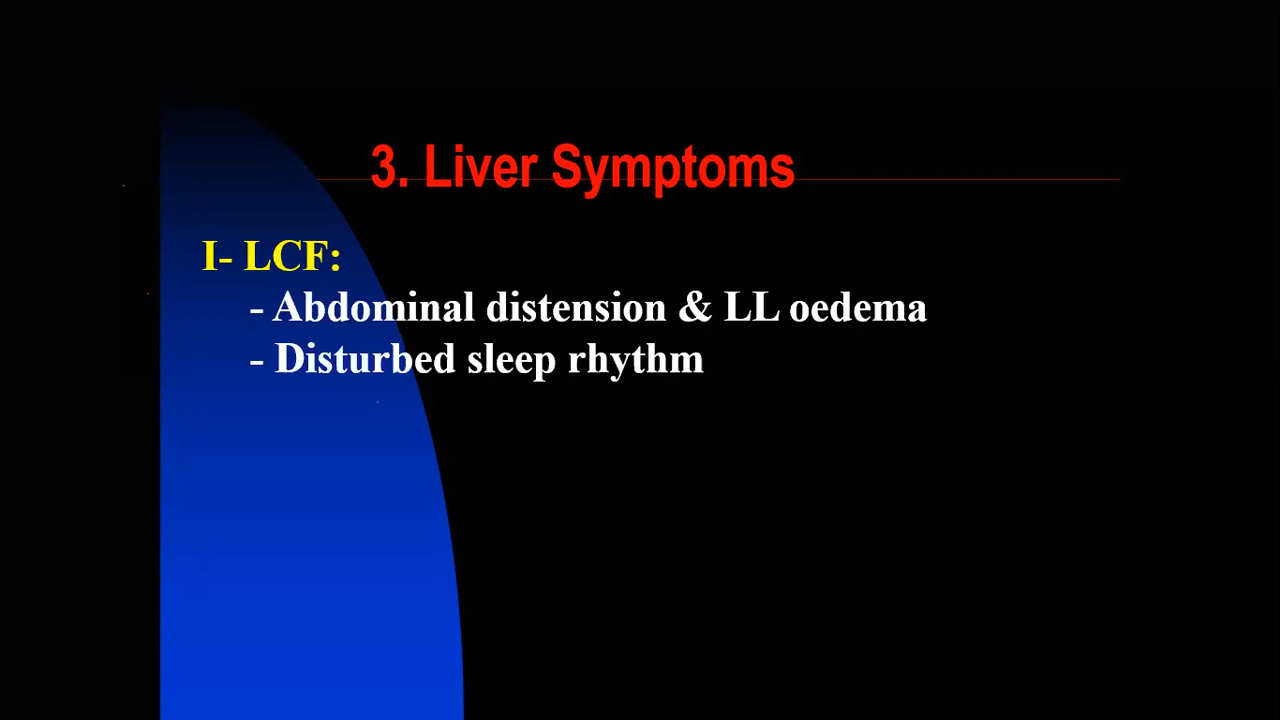 3. Liver Symptoms
I- LCF:
- Abdominal distension & LL oedema
- Disturbed sleep rhythm